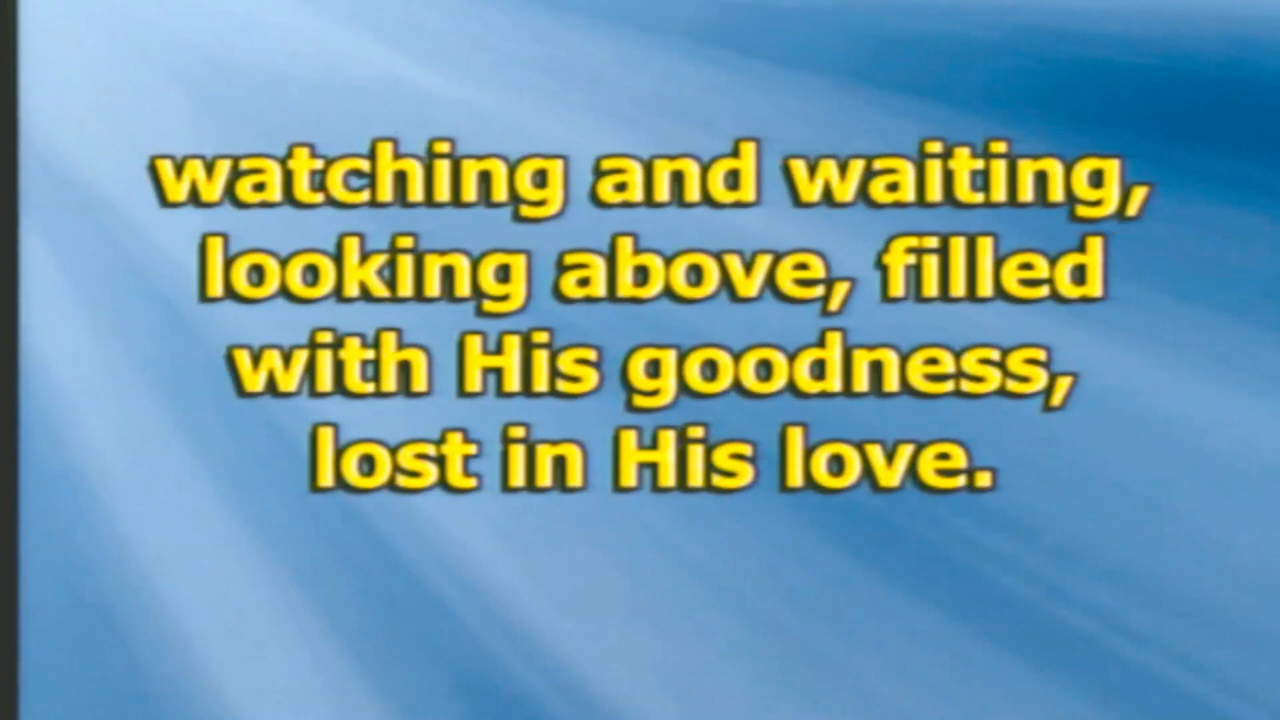 watching and waiting,
looking above, filled
with His goodness,
lost in His love.